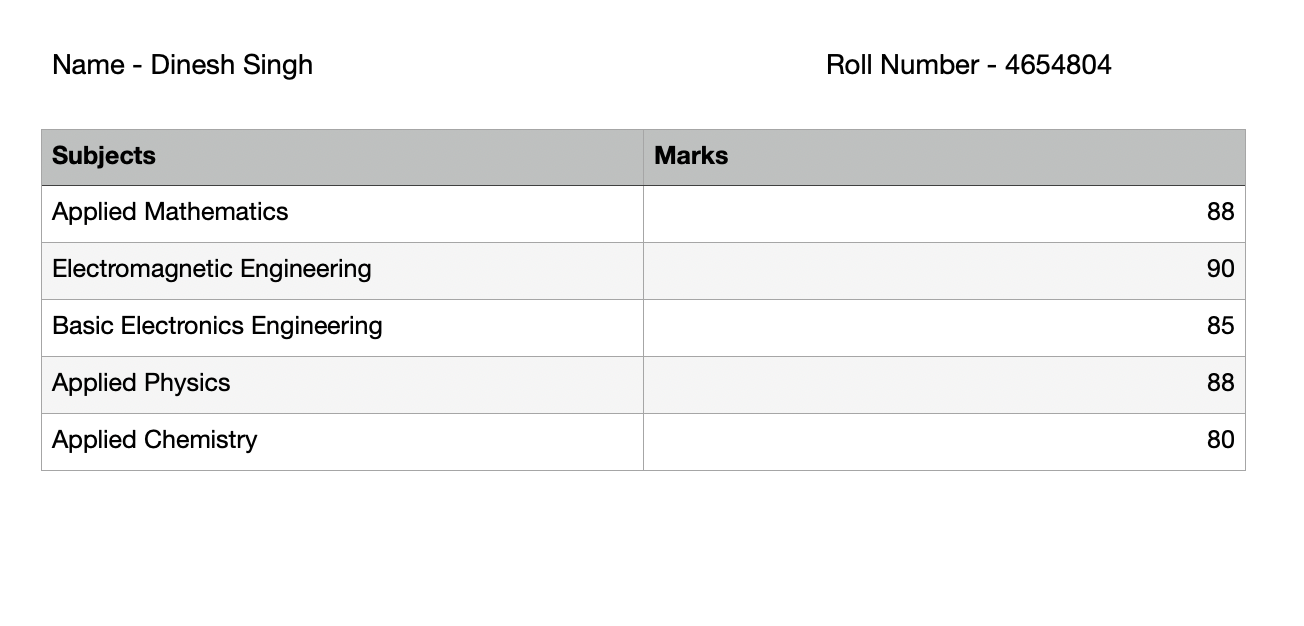 Name - Dinesh Singh Roll Number - 4654804
Subjects Marks
Applied Mathematics 88
Electromagnetic Engineering 90
Basic Electronics Engineering 85
Applied Physics 88
Applied Chemistry 80